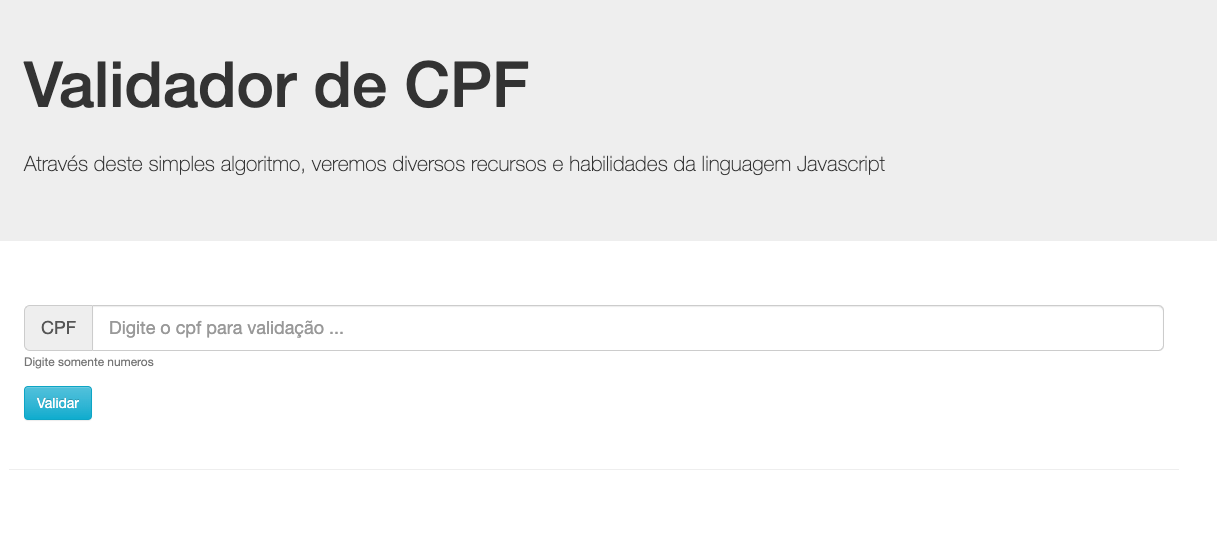 Validador de CPF
Através deste simples algoritmo, veremos diversos recursos e habilidades da linguagem Javascript
CPF Digite o cpf para validação ...
Digite somente numeros
Validar